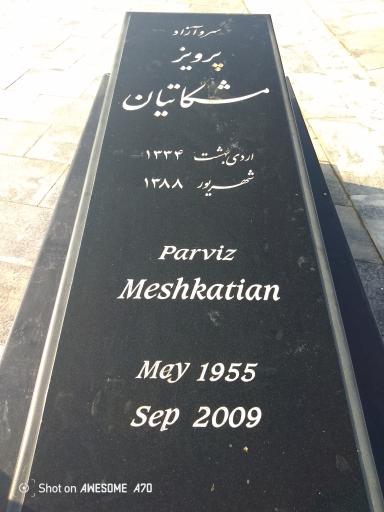 سرو آزاد
پرویز
مشکاتیان
اردیبهشت ۱۳۳۴
شهریور ۱۳۸۸
Parviz
Meshkatian
May 1955
Sep 2009
Shot on AWESOME A70